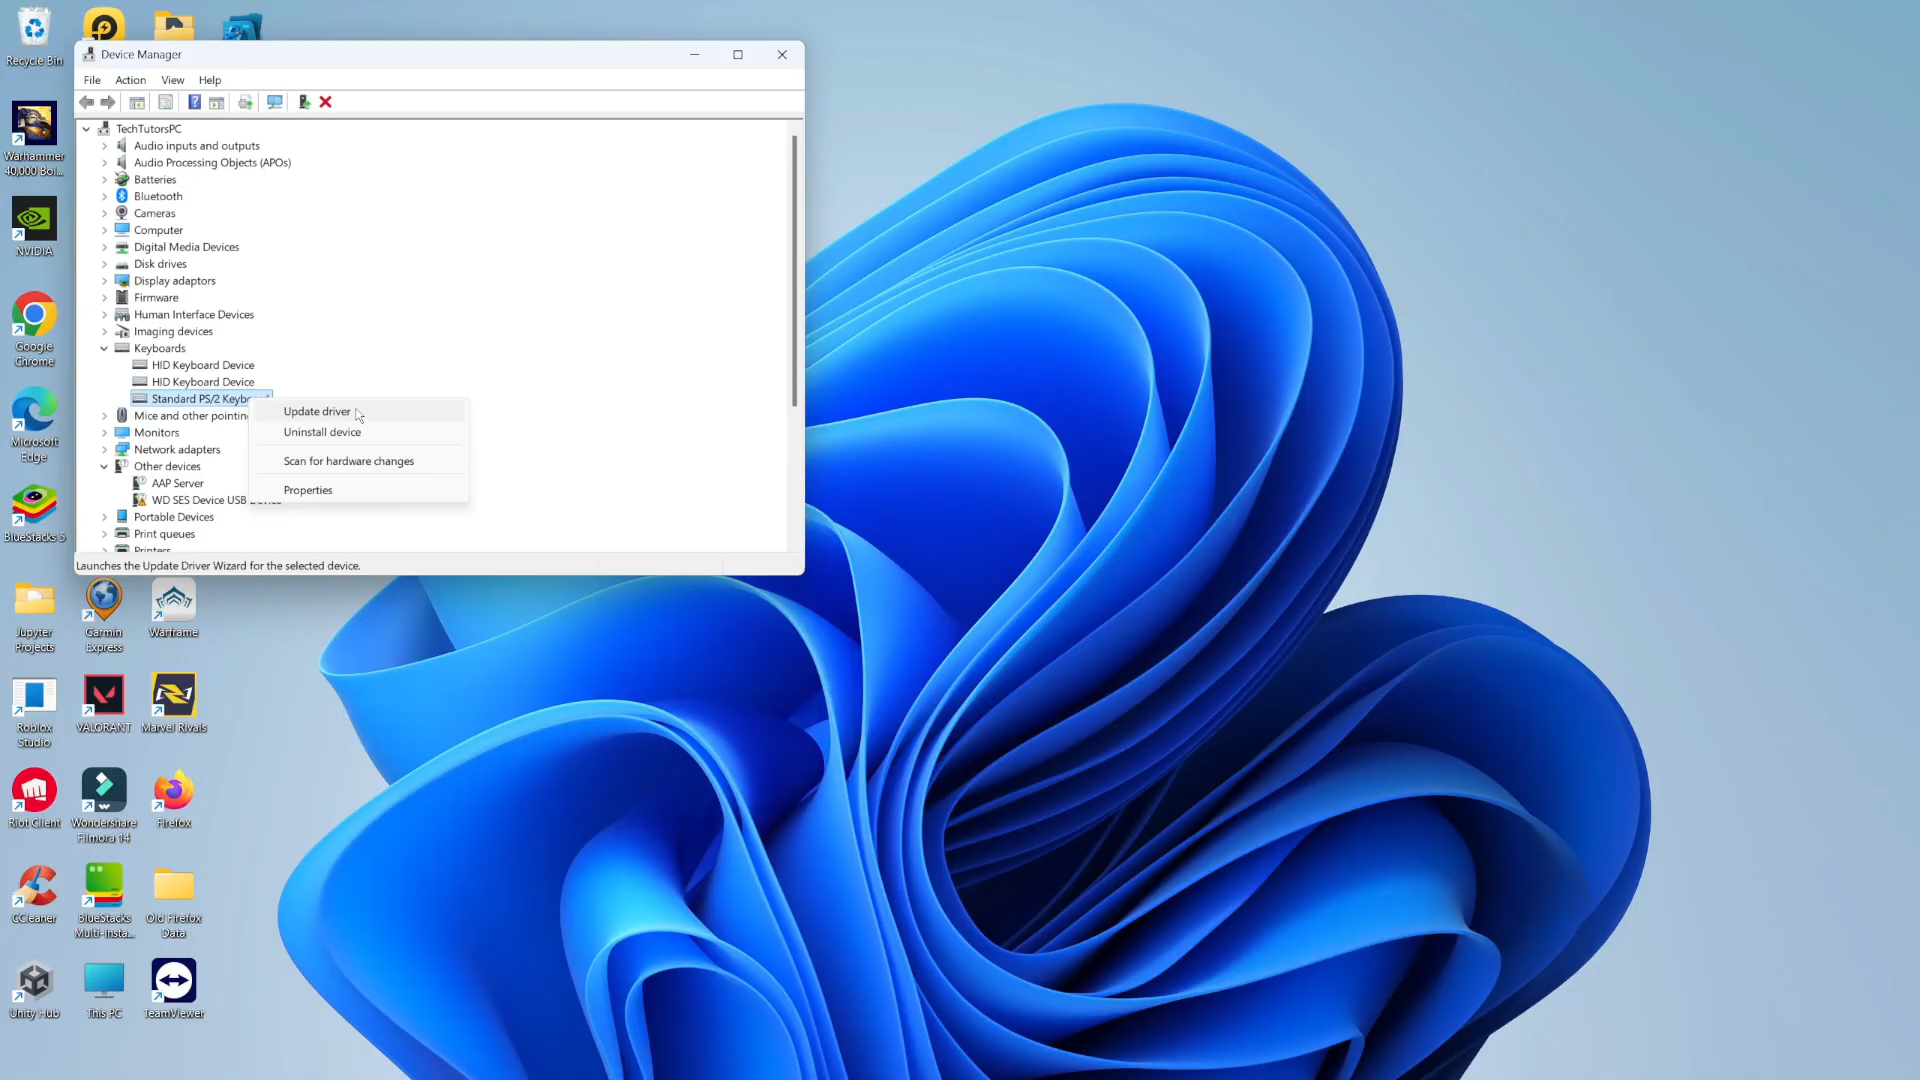 Recycle Bin
Device Manager
File Action View Help
TechTutorsPC
Audio inputs and outputs
Audio Processing Objects (APOs)
Batteries
Bluetooth
Cameras
Computer
Digital Media Devices
Disk drives
Display adaptors
Firmware
Human Interface Devices
Imaging devices
Keyboards
HID Keyboard Device
HID Keyboard Device
Standard PS/2 Keyboard
Mice and other pointing
Monitors
Network adapters
Other devices
AAP Server
WD SES Device USB Device
Portable Devices
Print queues
Printers
Update driver
Uninstall device
Scan for hardware changes
Properties
Launches the Update Driver Wizard for the selected device.
Warhammer
40,000 Bol...
NVIDIA
NVIDIA
Google
Chrome
Microsoft
Edge
BlueStacks 5
Jupyter
Projects
Garmin
Express
Warframe
Roblox
Studio
VALORANT
Marvel Rivals
Riot Client
Wondershare
Filmora 14
Firefox
CCleaner
BlueStacks
Multi-Insta...
Old Firefox
Data
Unity Hub
This PC
TeamViewer